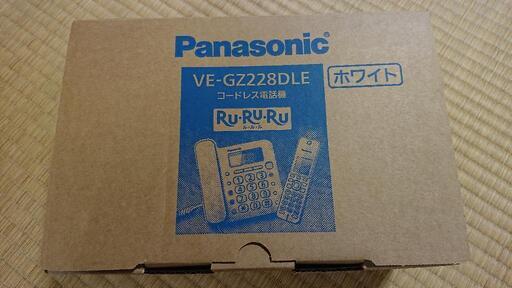 Panasonic
VE-GZ228DLE
ホワイト
コードレス電話機
RU・RU・RU
ル・ル・ル
Panasonic